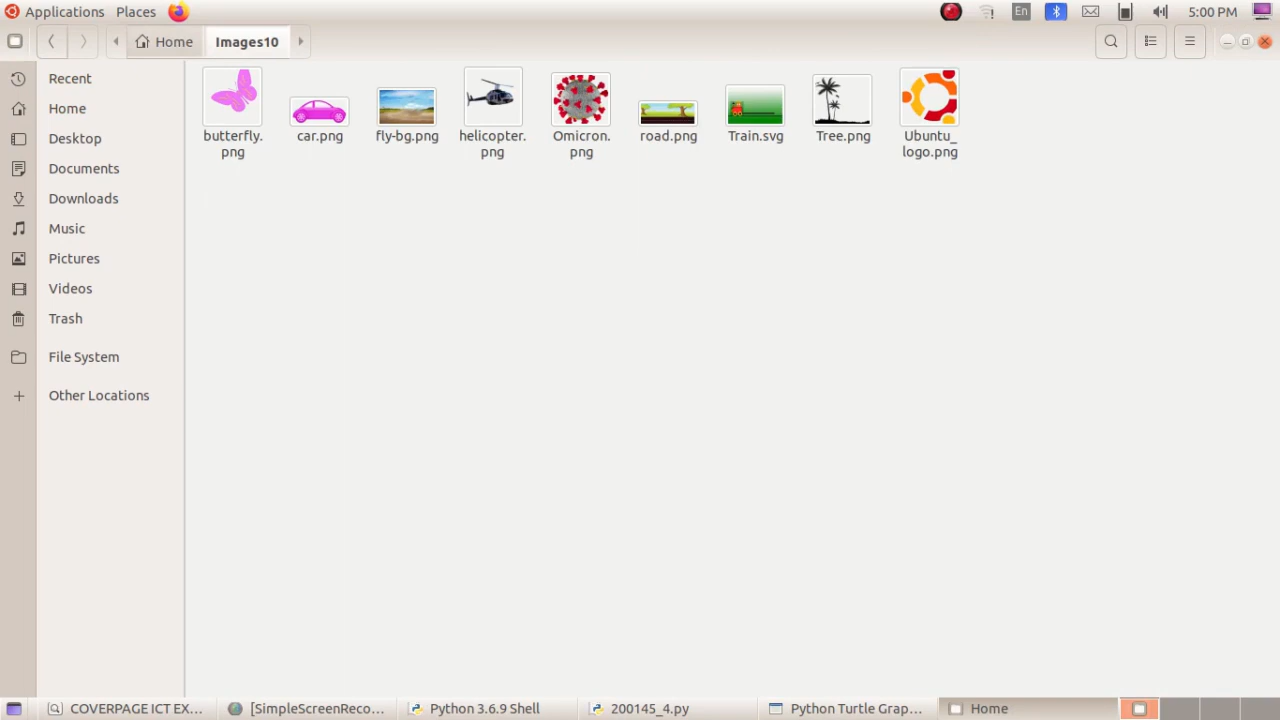 Applications Places En 5:00 PM
Home Images10
Recent
Home
Desktop
Documents
Downloads
Music
Pictures
Videos
Trash
File System
+ Other Locations
butterfly.
png
car.png
fly-bg.png
helicopter.
png
Omicron.
png
road.png
Train.svg
Tree.png
Ubuntu_
logo.png
COVERPAGE ICT EX... [SimpleScreenReco... Python 3.6.9 Shell 200145_4.py Python Turtle Grap... Home